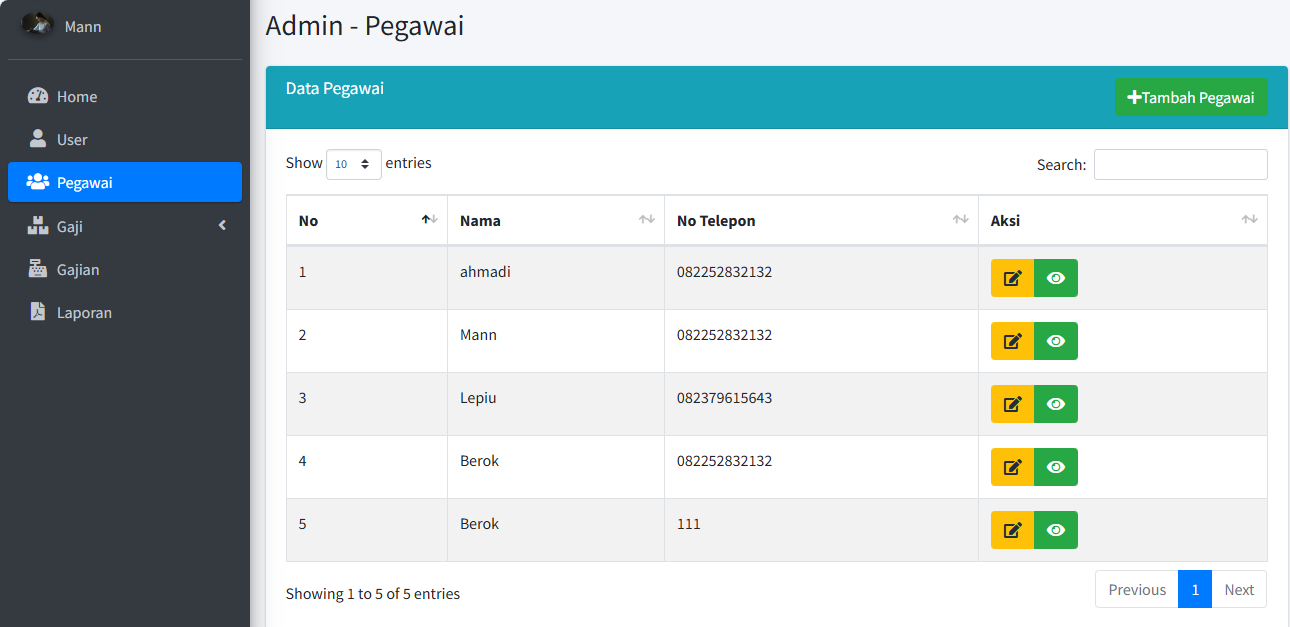 Mann
Home
User
Pegawai
Gaji
Gajian
Laporan
Admin - Pegawai
Data Pegawai
Tambah Pegawai
Show 10 entries
Search:
No Nama No Telepon Aksi
1 ahmadi 082252832132
2 Mann 082252832132
3 Lepiu 082379615643
4 Berok 082252832132
5 Berok 111
Showing 1 to 5 of 5 entries
Previous 1 Next